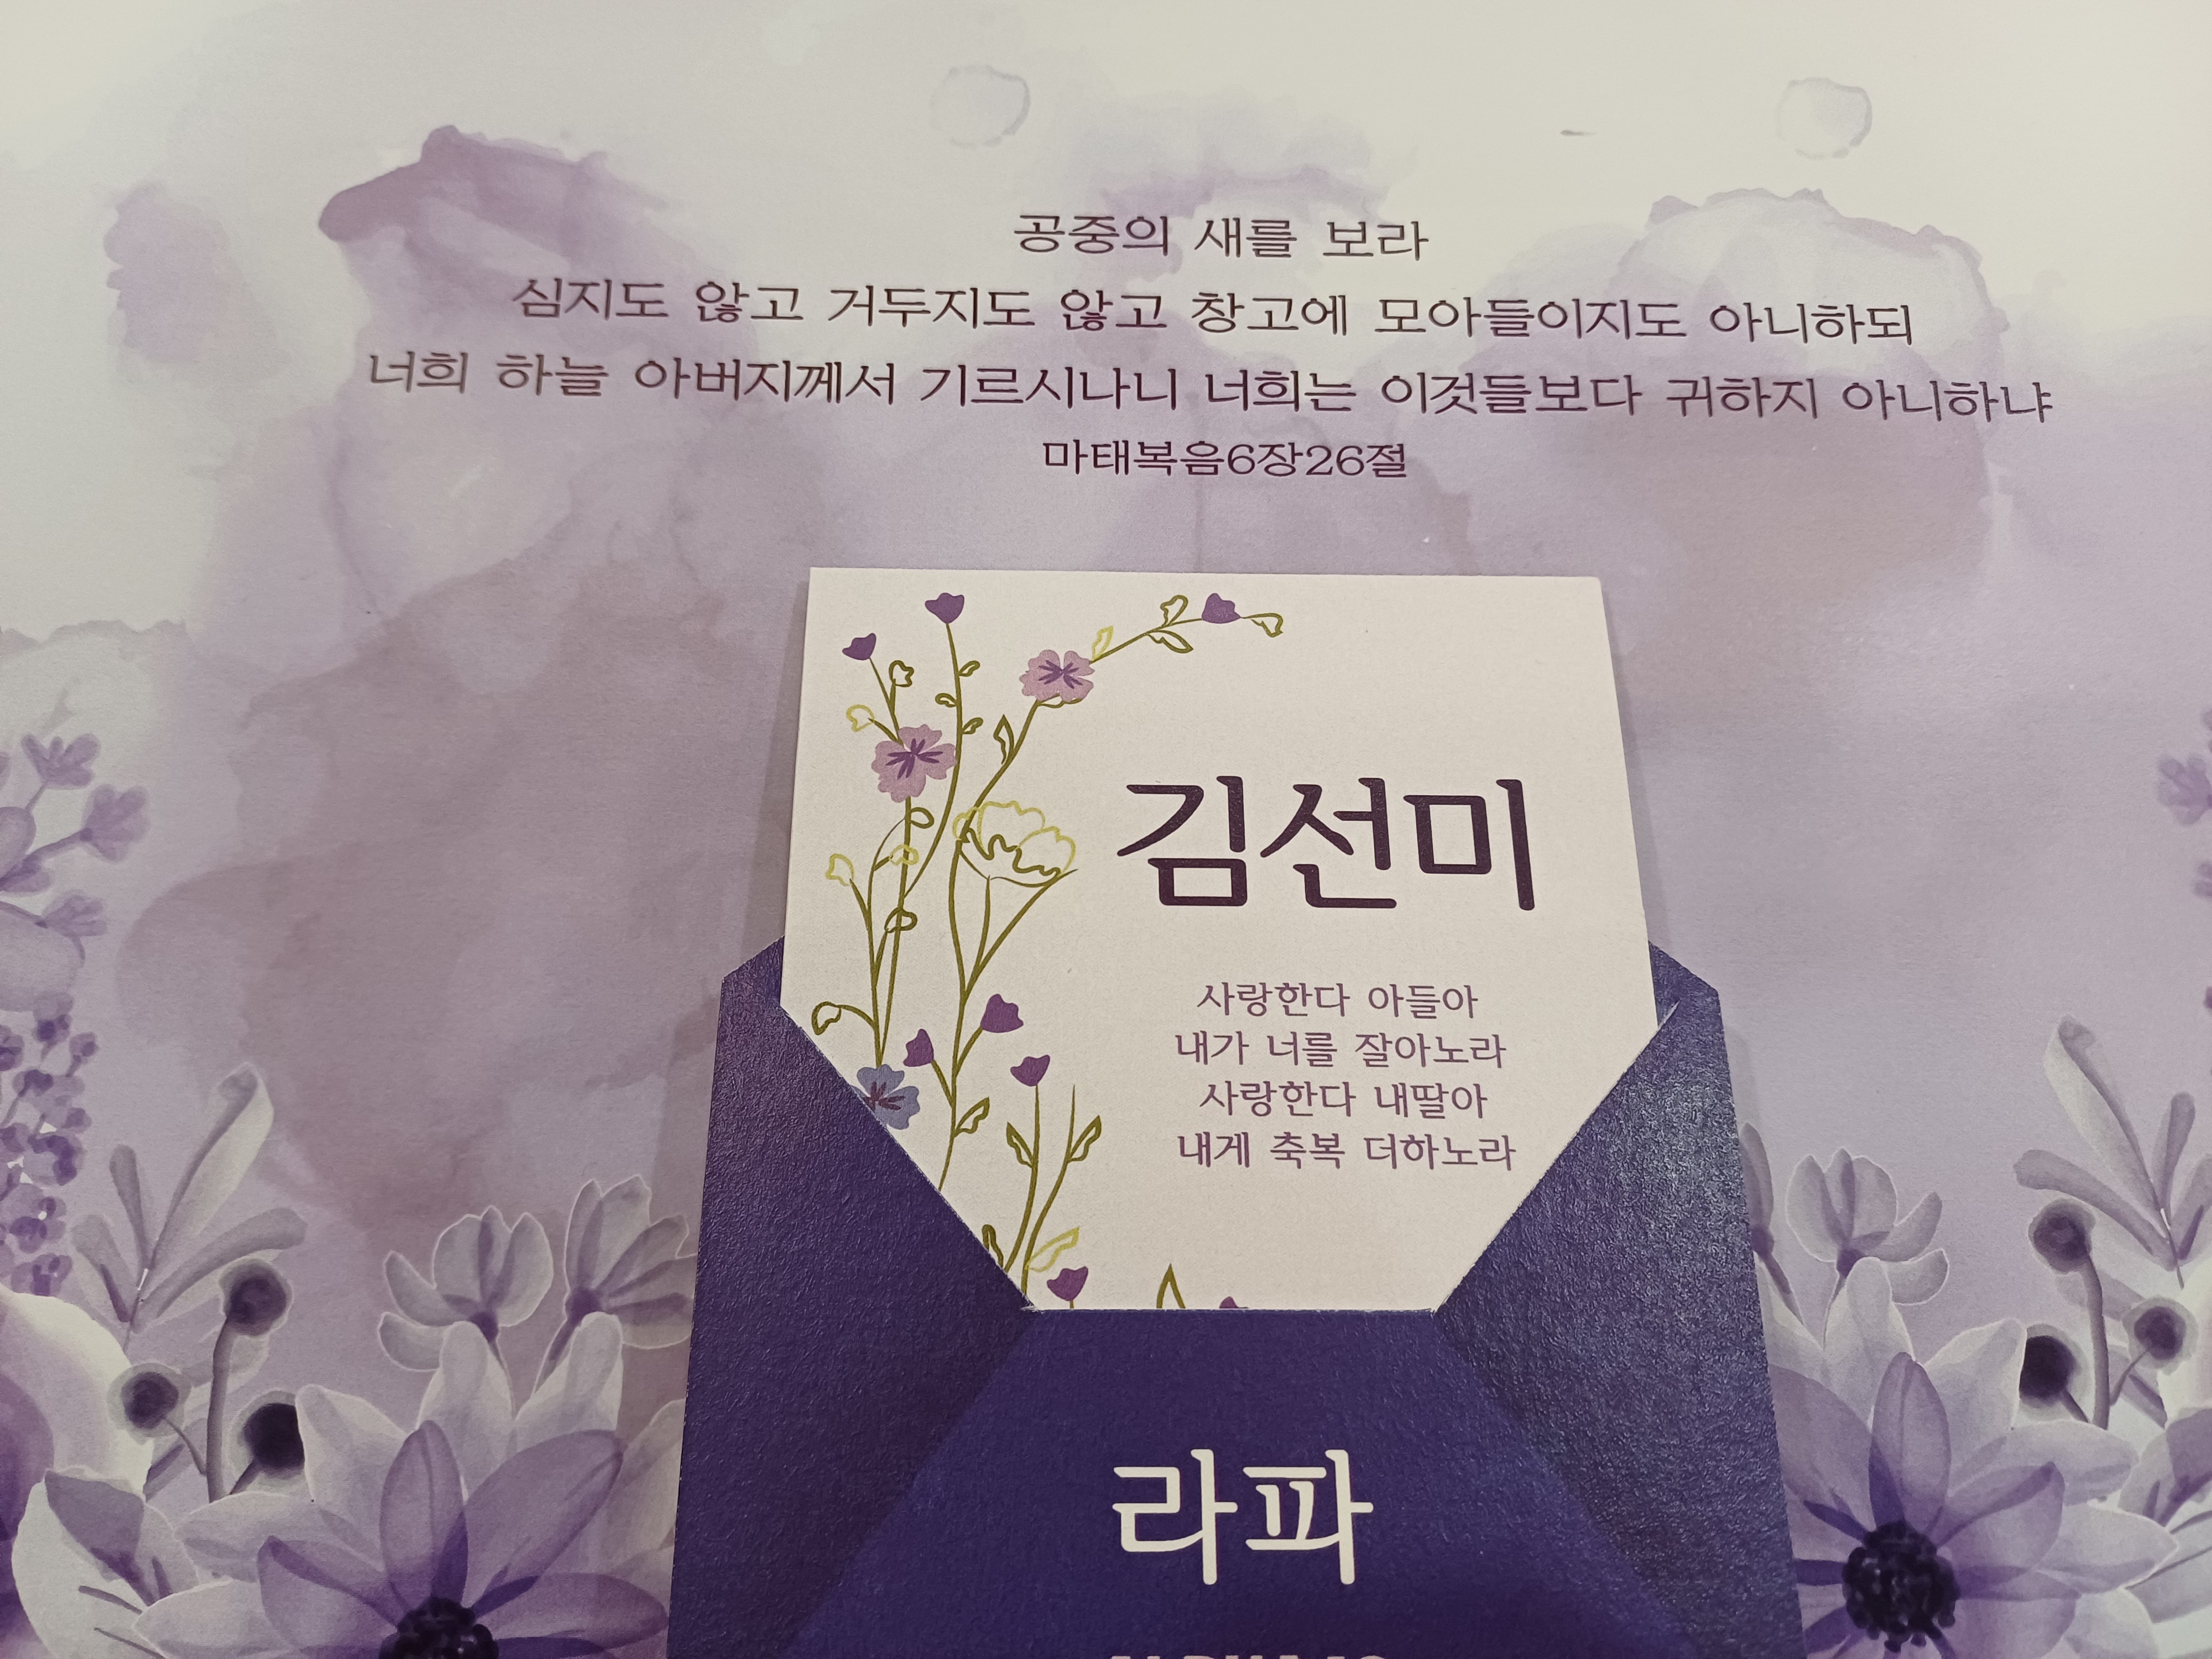 공중의 새를 보라
심지도 않고 거두지도 않고 창고에 모아들이지도 아니하되
너희 하늘 아버지께서 기르시나니 너희는 이것들보다 귀하지 아니하냐
마태복음6장26절
김선미
사랑한다 아들아
내가 너를 잘아노라
사랑한다 내딸아
내게 축복 더하노라
라파